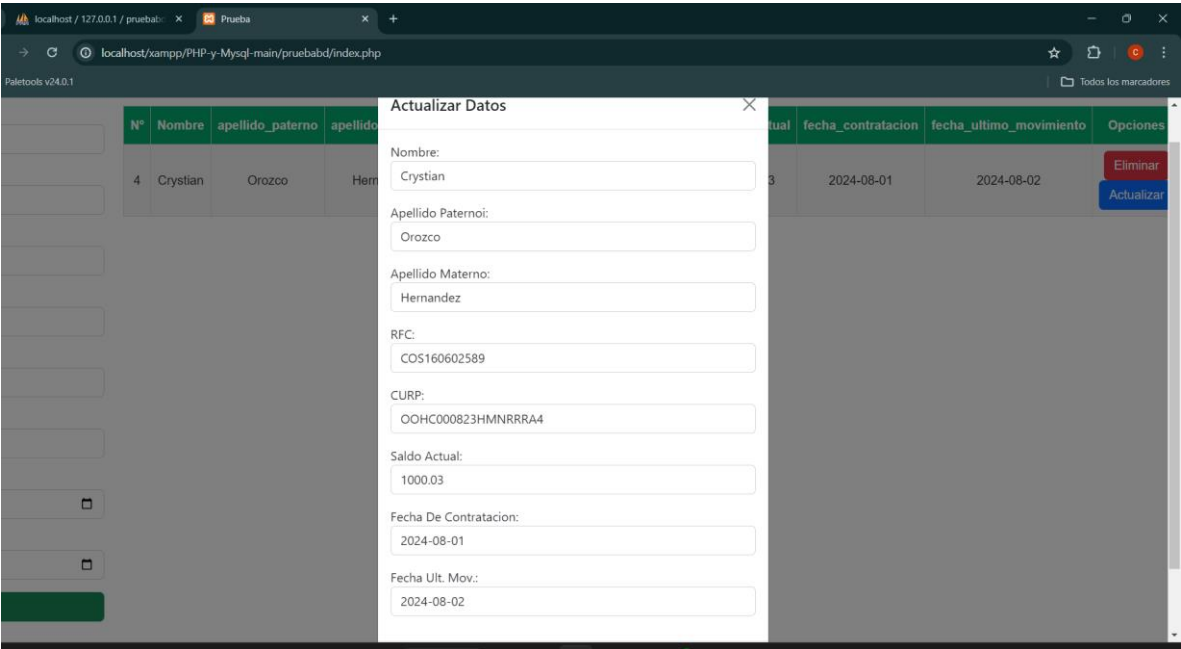 localhost / 127.0.0.1 / pruebabd
Prueba
localhost/xampp/PHP-y-Mysql-main/pruebabd/index.php
C
Paletools v24.0.1
Todos los marcadores
Actualizar Datos
Nº Nombre apellido_paterno apellido
tual fecha_contratacion fecha_ultimo_movimiento Opciones
4 Crystian Orozco Hern
3 2024-08-01 2024-08-02
Eliminar
Actualizar
Nombre:
Crystian
Apellido Paternoi:
Orozco
Apellido Materno:
Hernandez
RFC:
COS160602589
CURP:
OOHC000823HMNRRRA4
Saldo Actual:
1000.03
Fecha De Contratacion:
2024-08-01
Fecha Ult. Mov.:
2024-08-02